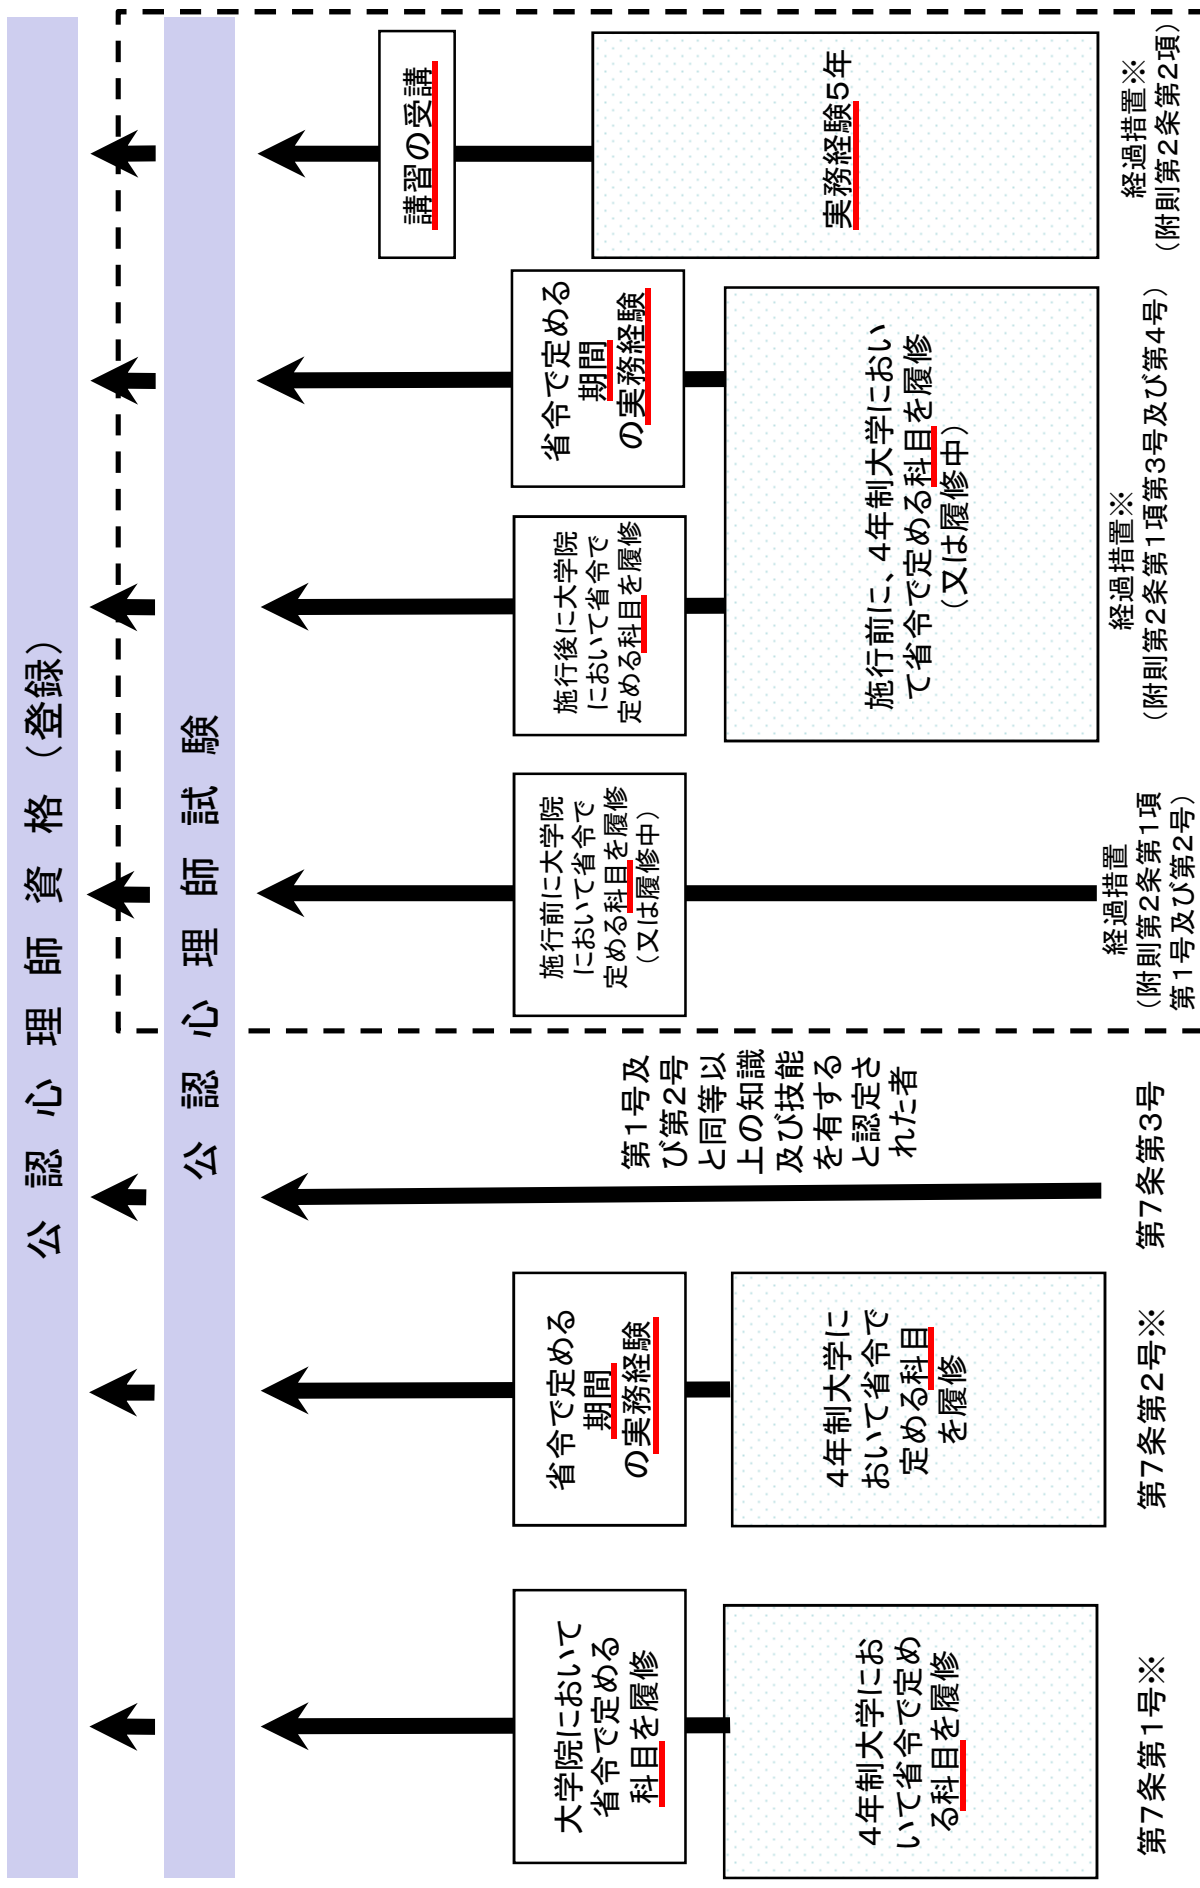 公認心理師資格（登録）
公認心理師試験
大学院において
省令で定める
科目を履修
4年制大学にお
いて省令で定め
る科目を履修
第7条第1号※
省令で定める
期間
の実務経験
4年制大学に
おいて省令で
定める科目
を履修
第7条第2号※
第1号及
び第2号
と同等以
上の知識
及び技能
を有する
と認定さ
れた者
第7条第3号
施行前に大学院
において省令で
定める科目を履修
（又は履修中）
経過措置
（附則第2条第1項
第1号及び第2号）
施行後に大学院
において省令で
定める科目を履修
省令で定める
期間
の実務経験
施行前に、4年制大学におい
て省令で定める科目を履修
（又は履修中）
経過措置※
（附則第2条第1項第3号及び第4号）
講習の受講
実務経験5年
経過措置※
（附則第2条第2項）